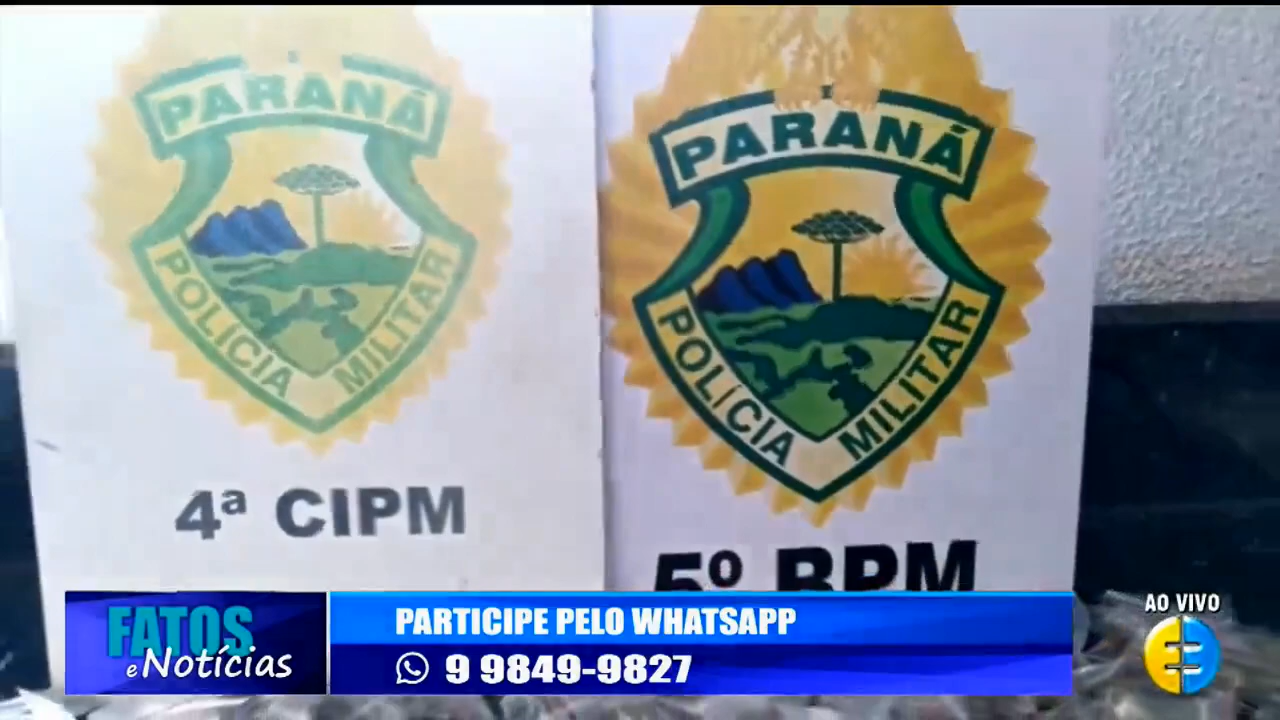 PARANÁ
POLÍCIA MILITAR
4ª CIPM
PARANÁ
POLÍCIA MILITAR
5º BPM
FATOS
e Notícias
PARTICIPE PELO WHATSAPP
9 9849-9827
AO VIVO